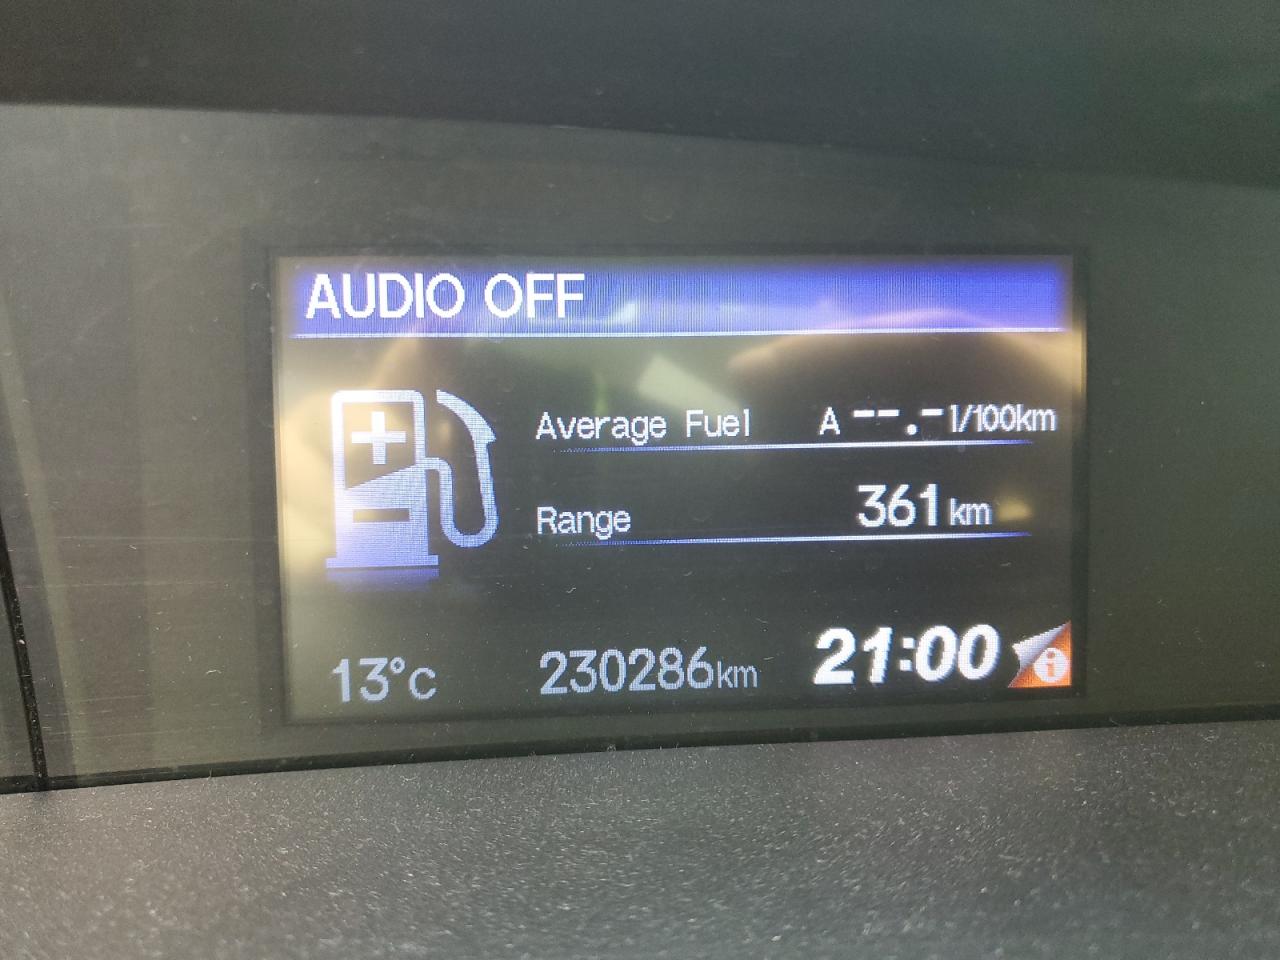 AUDIO OFF
Average Fuel A --.- l/100km
Range 361 km
13°C 230286km 21:00 i